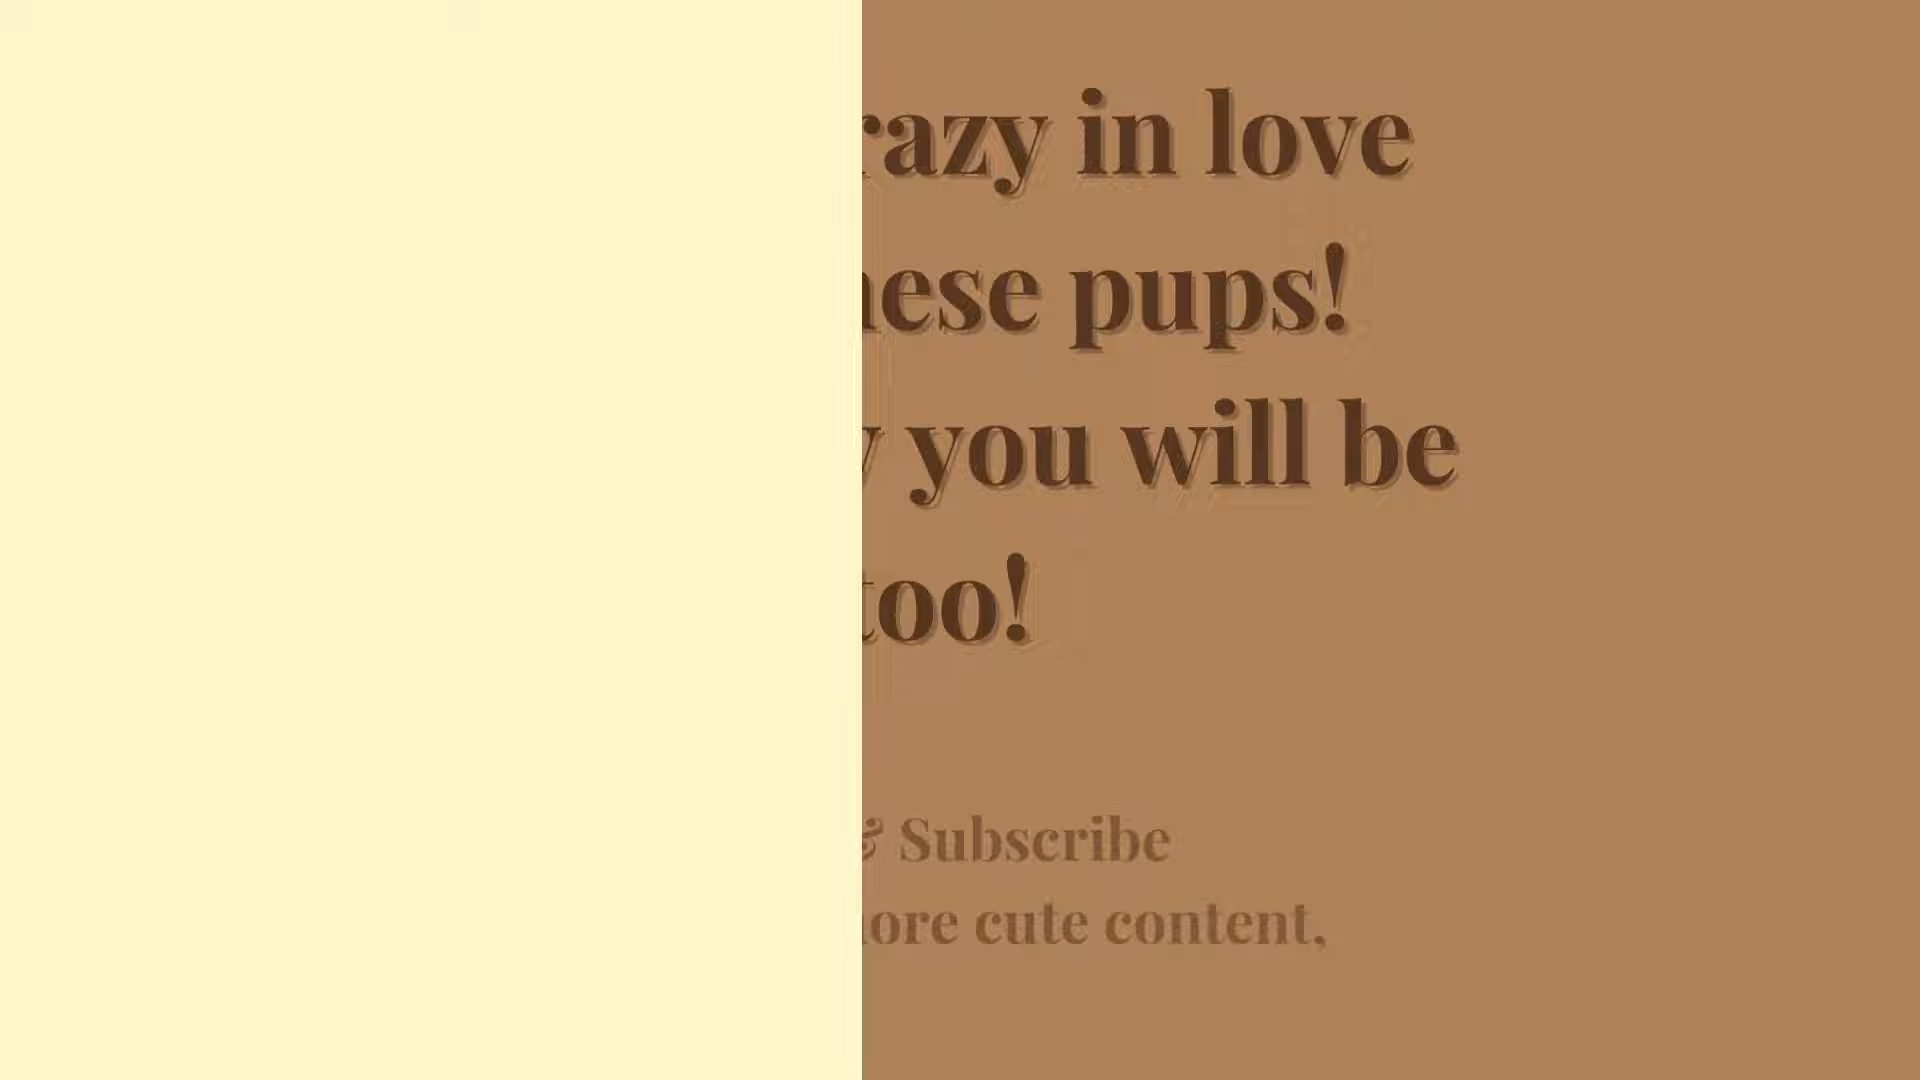 razy in love
ese pups!
you will be
too!
& Subscribe
ore cute content,